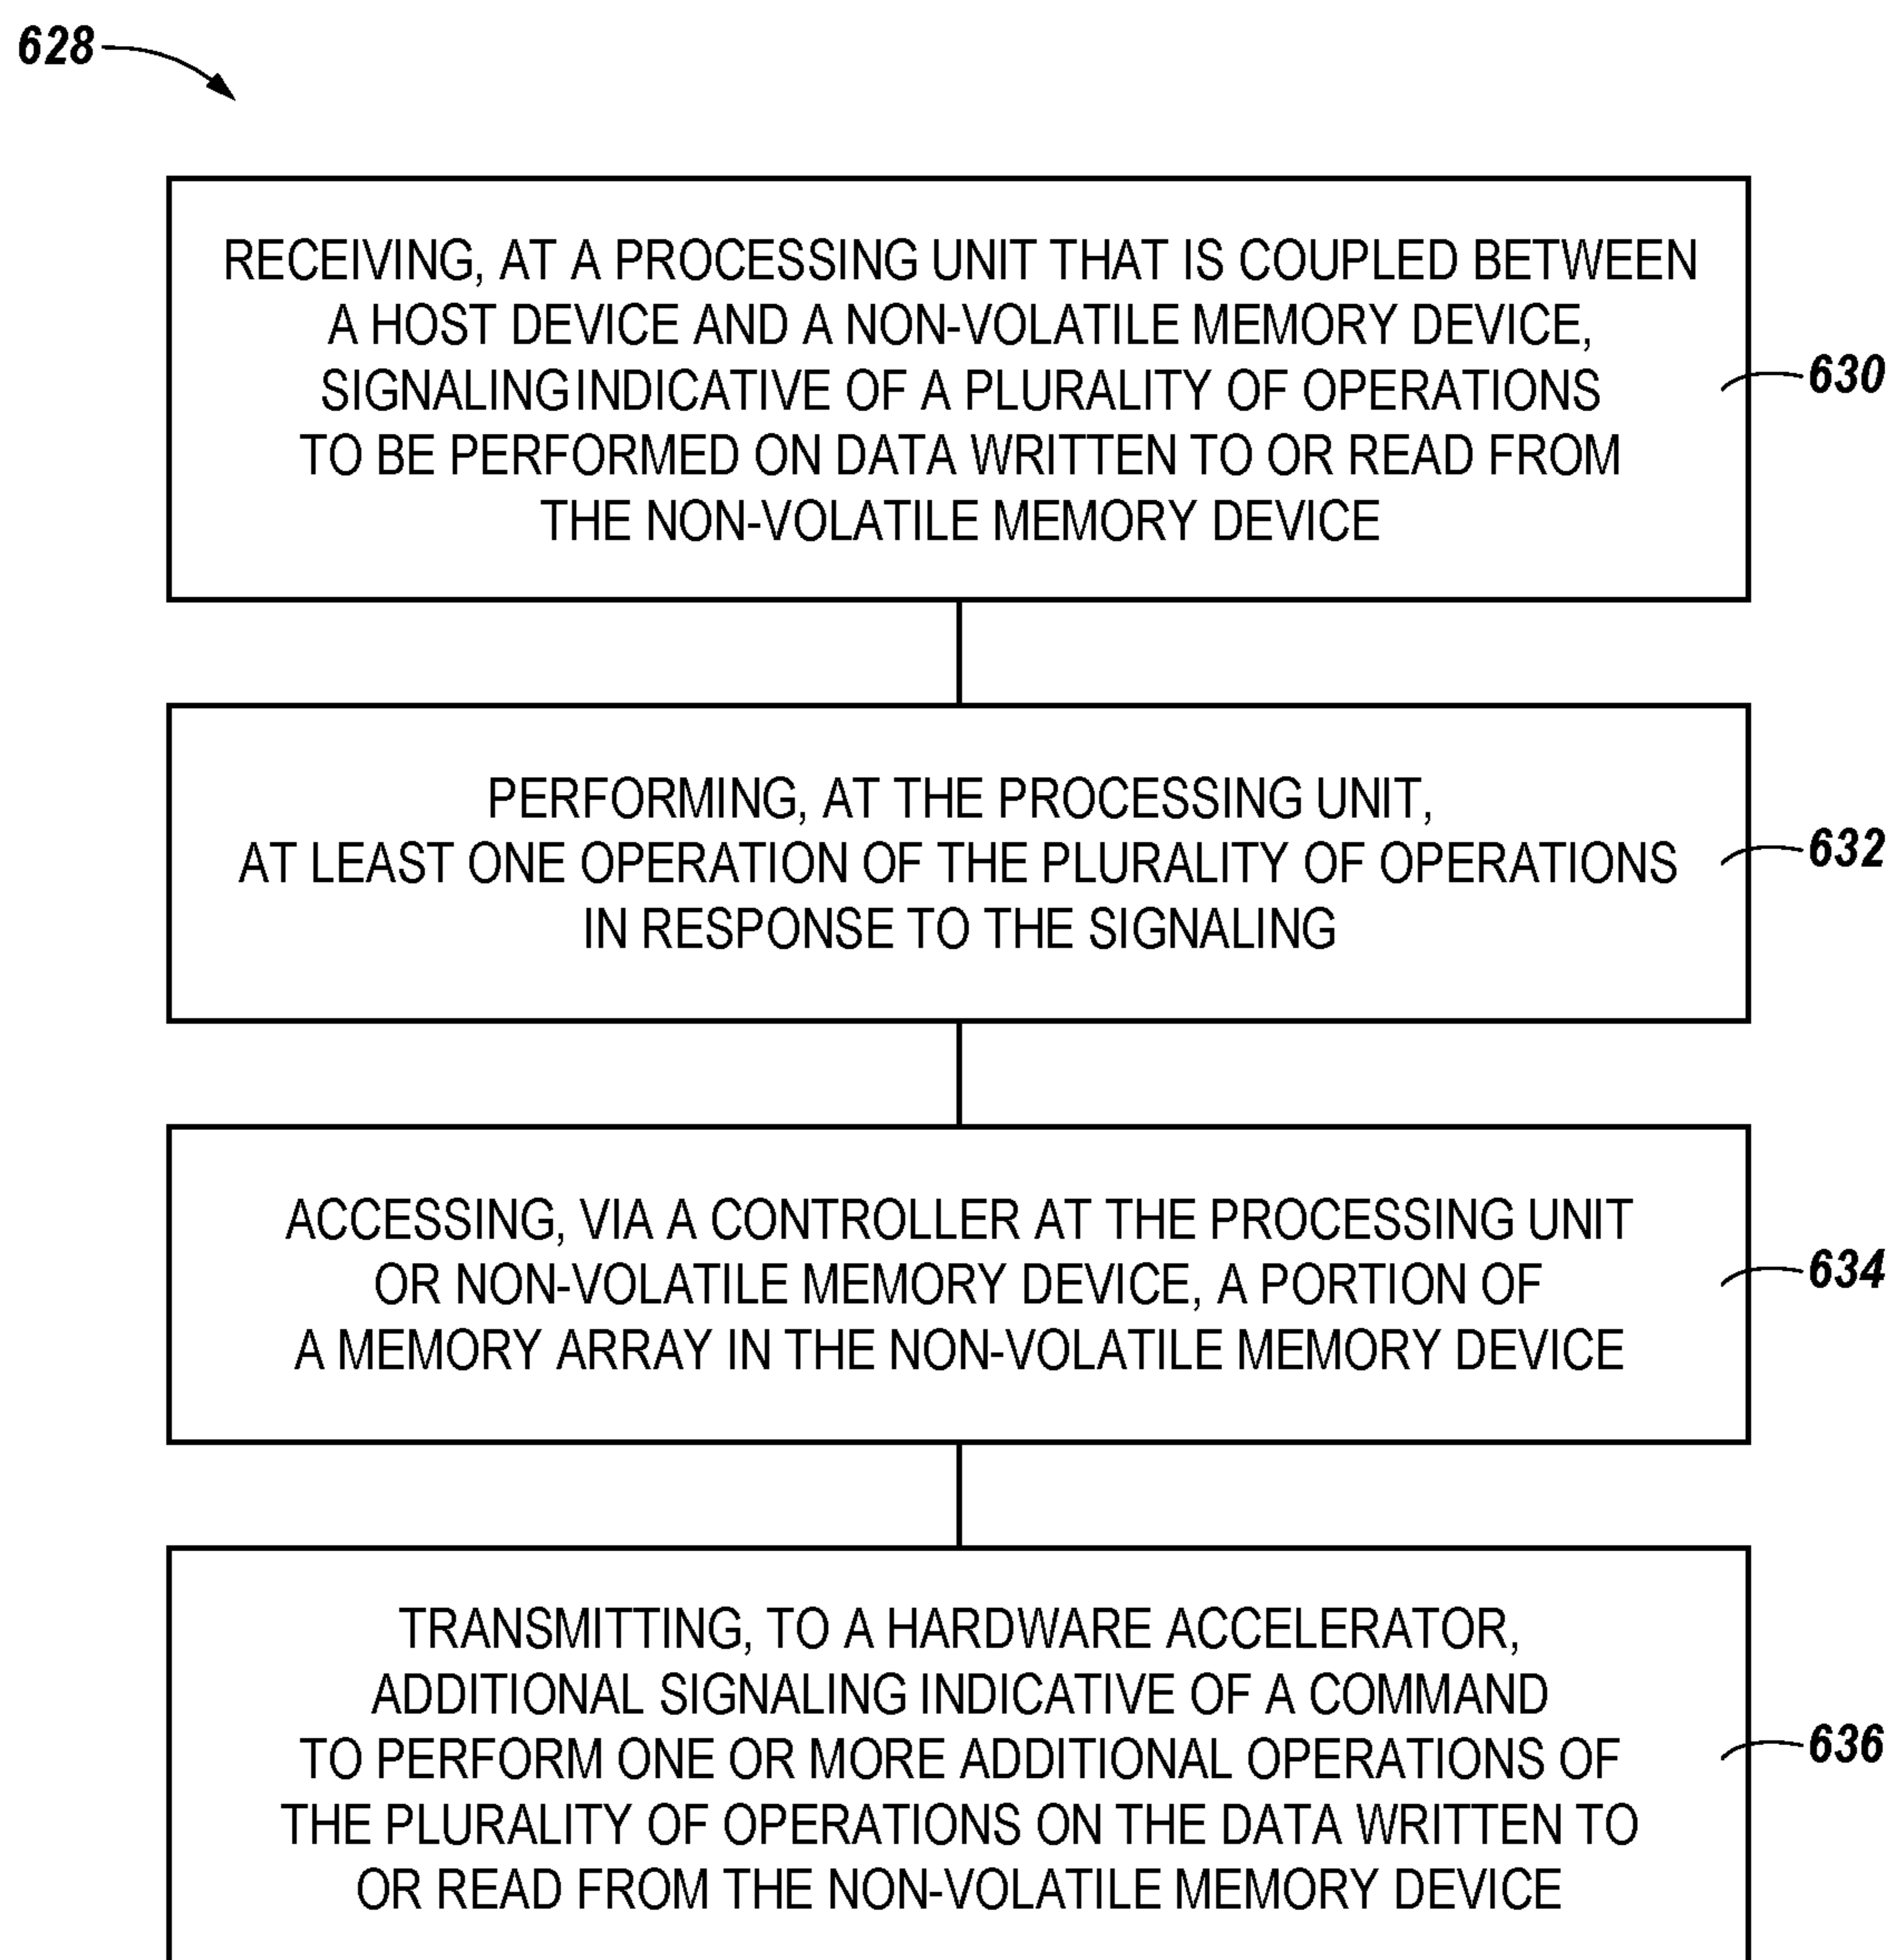 628
RECEIVING, AT A PROCESSING UNIT THAT IS COUPLED BETWEEN
A HOST DEVICE AND A NON-VOLATILE MEMORY DEVICE,
SIGNALING INDICATIVE OF A PLURALITY OF OPERATIONS
TO BE PERFORMED ON DATA WRITTEN TO OR READ FROM
THE NON-VOLATILE MEMORY DEVICE
630
PERFORMING, AT THE PROCESSING UNIT,
AT LEAST ONE OPERATION OF THE PLURALITY OF OPERATIONS
IN RESPONSE TO THE SIGNALING
632
ACCESSING, VIA A CONTROLLER AT THE PROCESSING UNIT
OR NON-VOLATILE MEMORY DEVICE, A PORTION OF
A MEMORY ARRAY IN THE NON-VOLATILE MEMORY DEVICE
634
TRANSMITTING, TO A HARDWARE ACCELERATOR,
ADDITIONAL SIGNALING INDICATIVE OF A COMMAND
TO PERFORM ONE OR MORE ADDITIONAL OPERATIONS OF
THE PLURALITY OF OPERATIONS ON THE DATA WRITTEN TO
OR READ FROM THE NON-VOLATILE MEMORY DEVICE
636